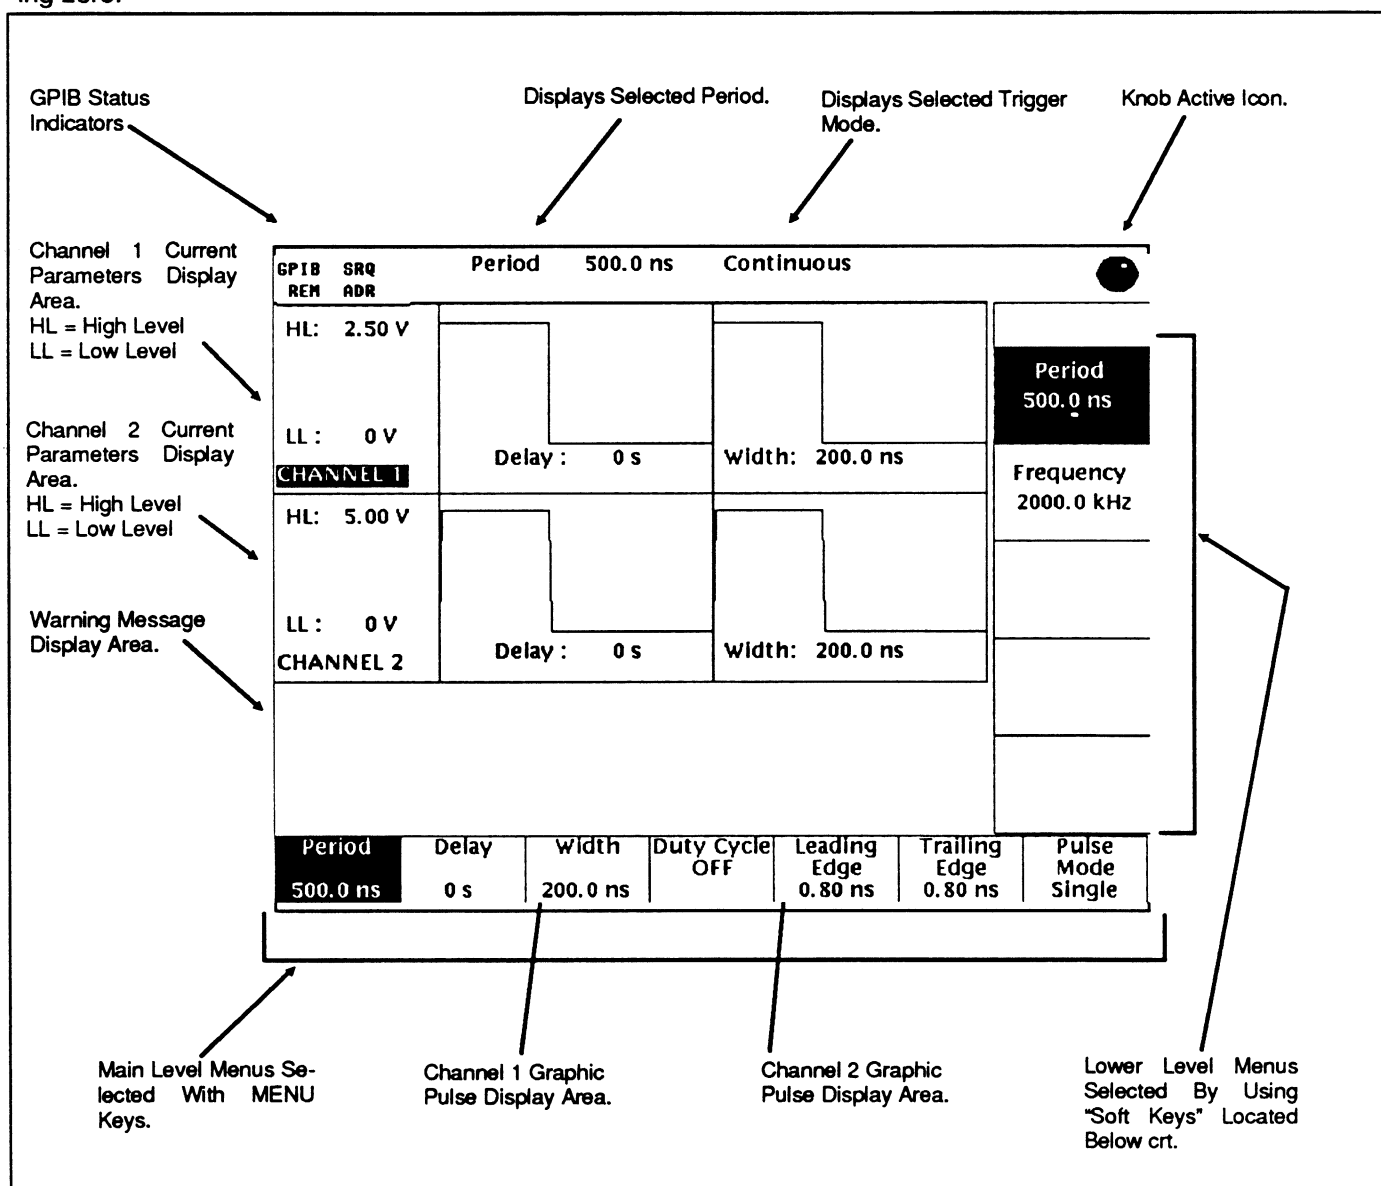 GPIB Status
Indicators
Displays Selected Period.
Displays Selected Trigger
Mode.
Knob Active Icon.
Channel 1 Current
Parameters Display
Area.
HL = High Level
LL = Low Level
Channel 2 Current
Parameters Display
Area.
HL = High Level
LL = Low Level
Warning Message
Display Area.
GPIB SRQ
REM ADR
Period 500.0 ns Continuous
HL: 2.50 V
LL : 0 V
CHANNEL 1
Delay : 0 s
Width: 200.0 ns
HL: 5.00 V
LL : 0 V
CHANNEL 2
Delay : 0 s
Width: 200.0 ns
Period
500.0 ns
Frequency
2000.0 kHz
Period
500.0 ns
Delay
0 s
Width
200.0 ns
Duty Cycle
OFF
Leading
Edge
0.80 ns
Trailing
Edge
0.80 ns
Pulse
Mode
Single
Main Level Menus Se-
lected With MENU
Keys.
Channel 1 Graphic
Pulse Display Area.
Channel 2 Graphic
Pulse Display Area.
Lower Level Menus
Selected By Using
"Soft Keys" Located
Below crt.